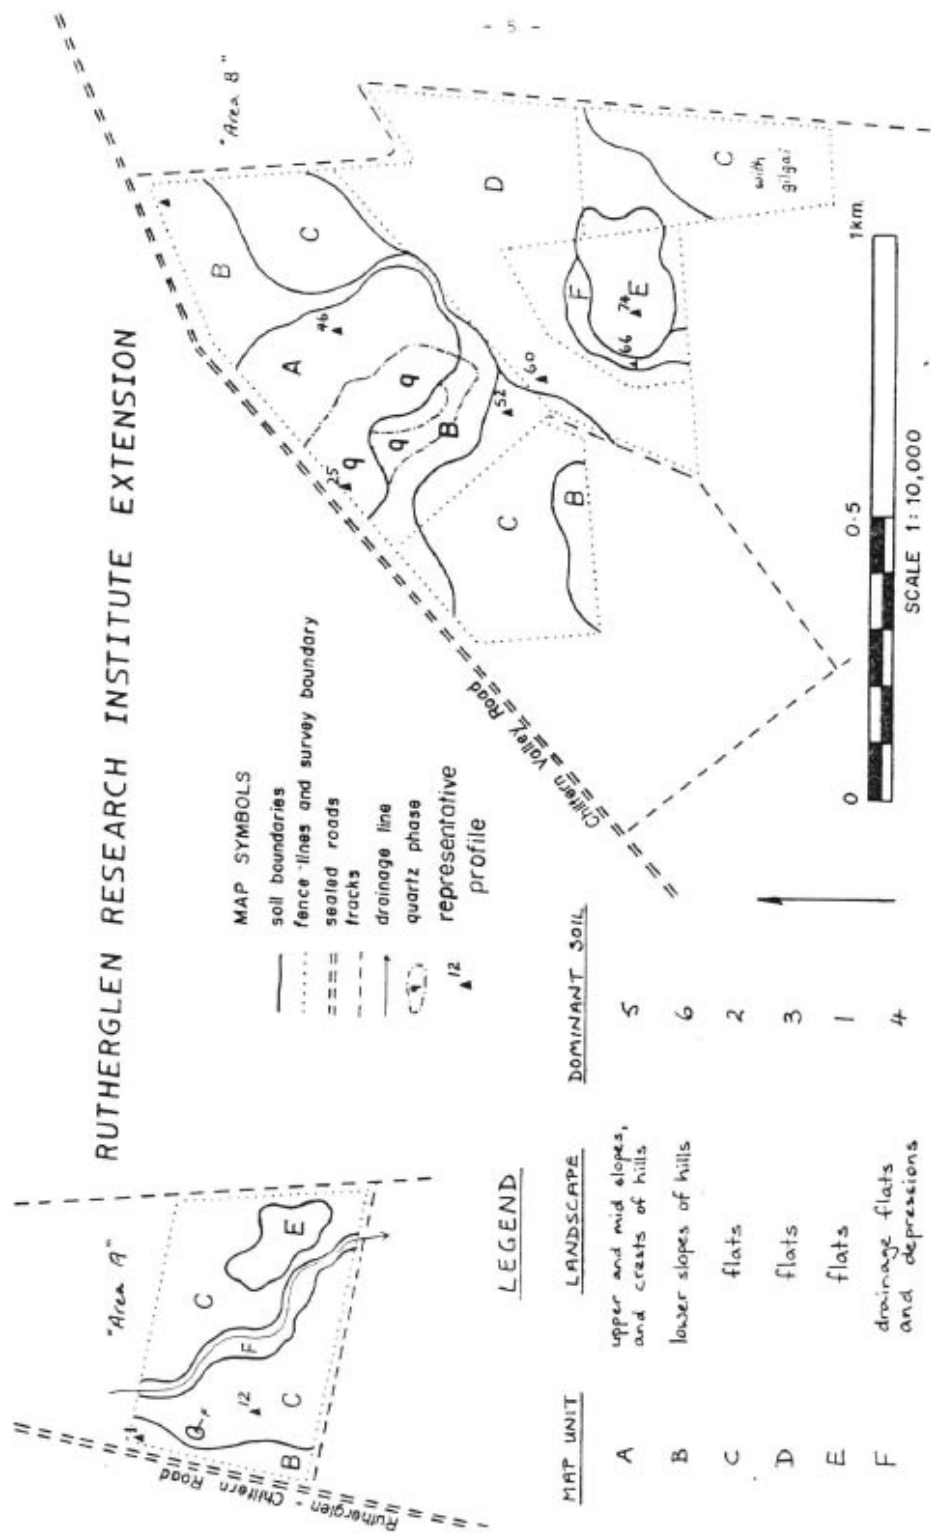 - 5 -
RUTHERGLEN RESEARCH INSTITUTE EXTENSION
"Area A"
"Area B"
MAP SYMBOLS
soil boundaries
fence lines and survey boundary
sealed roads
tracks
drainage line
quartz phase
12
representative
profile
Rutherglen - Chiltern Road
B
C
12
F
C
E
Chiltern Valley Road
B
A
46
C
q
25
q
q
B
52
60
C
B
D
F
74
E
66
C
with
gilgai
LEGEND
MAP UNIT LANDSCAPE DOMINANT SOIL
A upper and mid slopes, 5
and crests of hills
B lower slopes of hills 6
C flats 2
D flats 3
E flats 1
F drainage flats 4
and depressions
0 0·5 1km.
SCALE 1:10,000